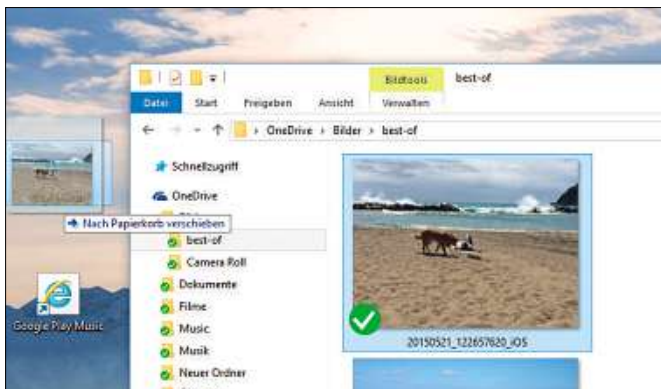 Bildtools best-of
Datei Start Freigeben Ansicht Verwalten
OneDrive > Bilder > best-of
Schnellzugriff
OneDrive
Nach Papierkorb verschieben
best-of
Camera Roll
Dokumente
Filme
Google Play Music
Music
20150521_122657620_iOS
Musik
Neuer Ordner